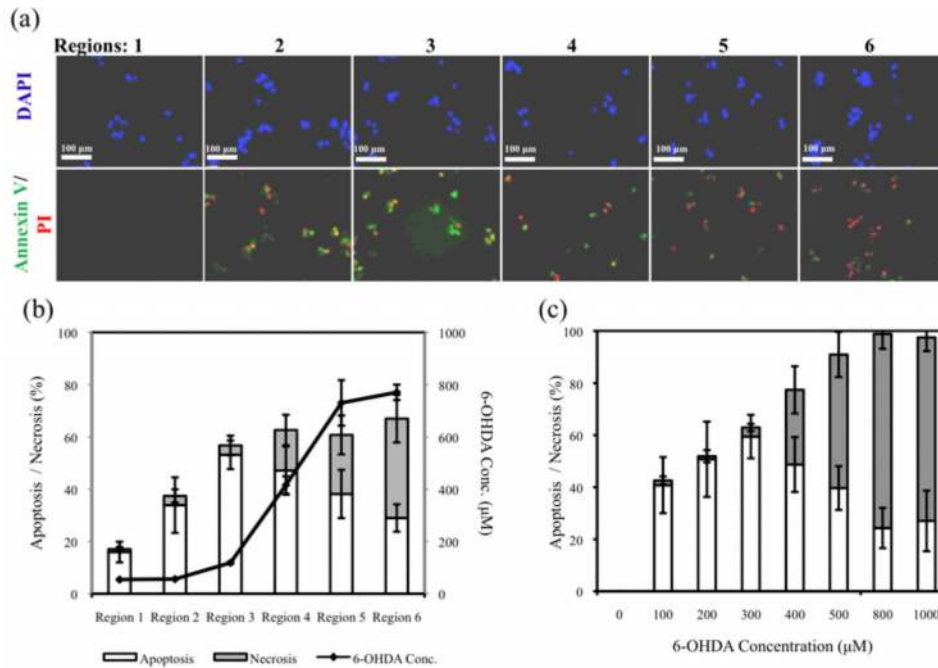 (a)
Regions: 1 2 3 4 5 6
DAPI
100 μm 100 μm 100 μm 100 μm 100 μm 100 μm
Annexin V/
PI
(b)
100 1000
80 800
60 600
40 400
20 200
0 0
Apoptosis / Necrosis (%)
6-OHDA Conc. (μM)
Region 1 Region 2 Region 3 Region 4 Region 5 Region 6
Apoptosis Necrosis 6-OHDA Conc.
(c)
100
80
60
40
20
0
Apoptosis / Necrosis (%)
0 100 200 300 400 500 800 1000
6-OHDA Concentration (μM)